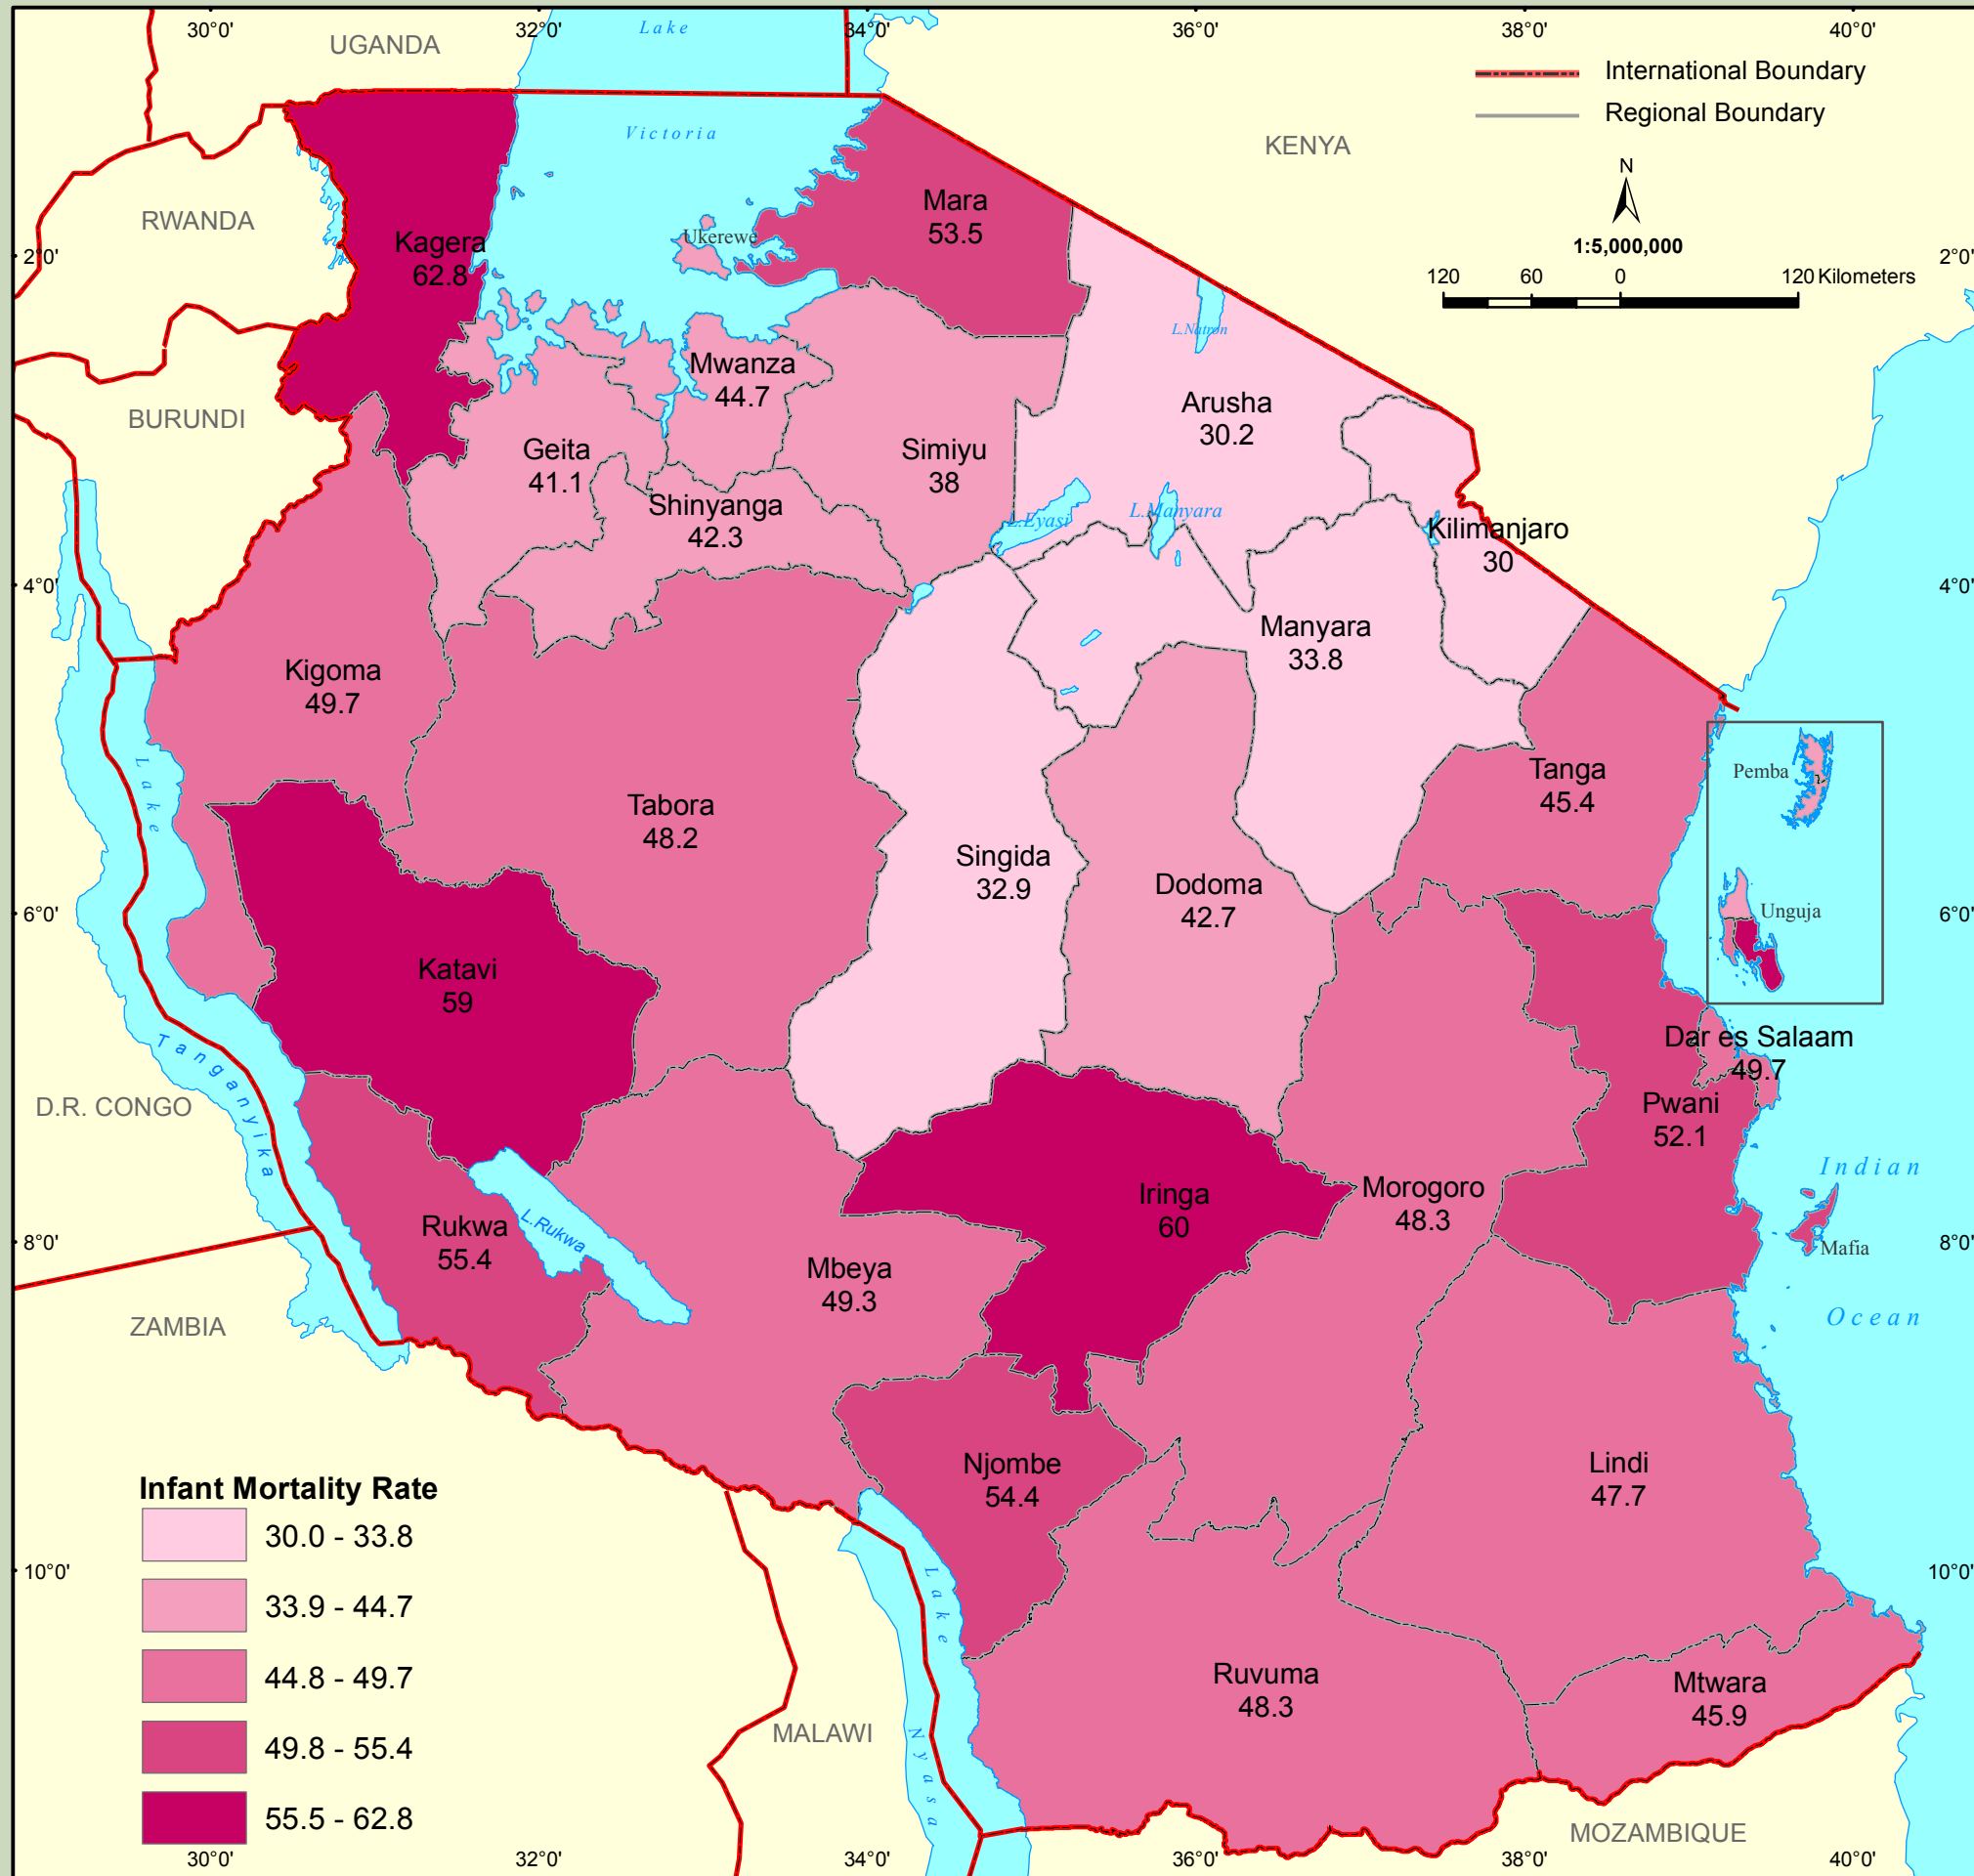 30°0'
32°0'
34°0'
36°0'
38°0'
40°0'
UGANDA
Lake
Victoria
KENYA
International Boundary
Regional Boundary
N
1:5,000,000
120 60 0 120 Kilometers
RWANDA
BURUNDI
2°0'
2°0'
Kagera
62.8
Mara
53.5
Ukerewe
L.Natron
Mwanza
44.7
Geita
41.1
Simiyu
38
Arusha
30.2
Shinyanga
42.3
L.Eyasi
L.Manyara
Kilimanjaro
30
4°0'
4°0'
Manyara
33.8
Kigoma
49.7
Tabora
48.2
Tanga
45.4
Pemba
Singida
32.9
Dodoma
42.7
6°0'
6°0'
Unguja
Katavi
59
Lake
Tanganyika
Dar es Salaam
49.7
D.R. CONGO
Pwani
52.1
Indian
Ocean
Iringa
60
Morogoro
48.3
Rukwa
55.4
L.Rukwa
8°0'
8°0'
Mafia
Mbeya
49.3
ZAMBIA
Njombe
54.4
Lindi
47.7
Infant Mortality Rate
30.0 - 33.8
33.9 - 44.7
44.8 - 49.7
49.8 - 55.4
55.5 - 62.8
10°0'
10°0'
Lake
Nyasa
Ruvuma
48.3
Mtwara
45.9
MALAWI
MOZAMBIQUE
30°0'
32°0'
34°0'
36°0'
38°0'
40°0'